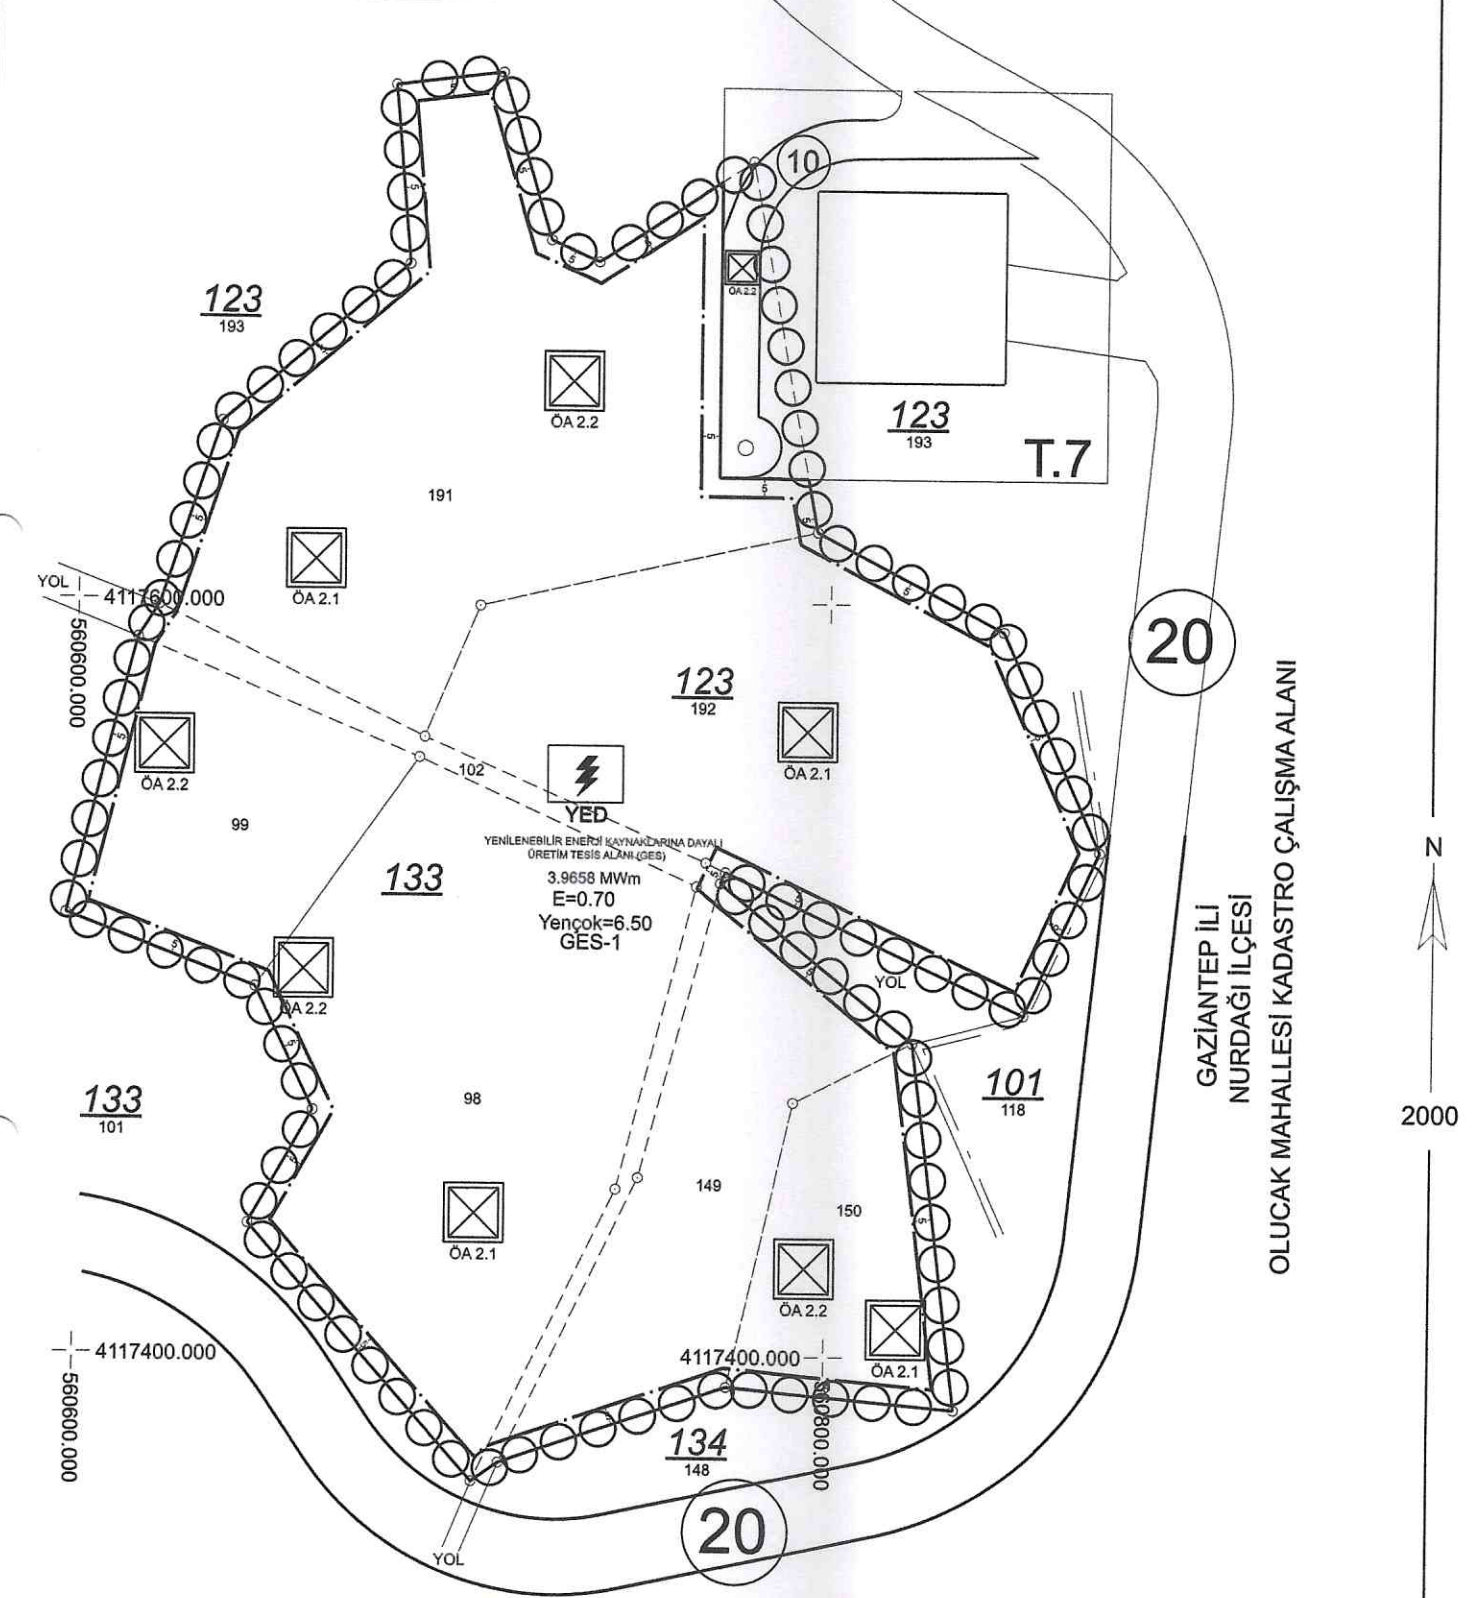 10
123
193
ÖA 2.2
ÖA 2.2
123
193
T.7
191
ÖA 2.1
YOL
4117600.000
560600.000
20
123
192
ÖA 2.2
ÖA 2.1
102
YED
99
YENİLENEBİLİR ENERJİ KAYNAKLARINA DAYALI
ÜRETİM TESİS ALANI (GES)
133
3.9658 MWm
E=0.70
Yençok=6.50
GES-1
N
GAZİANTEP İLİ
NURDAĞI İLÇESİ
OLUCAK MAHALLESİ KADASTRO ÇALIŞMA ALANI
YOL
ÖA 2.2
133
101
98
101
118
2000
149
150
ÖA 2.1
ÖA 2.2
ÖA 2.1
4117400.000
560600.000
4117400.000
560800.000
134
148
20
YOL